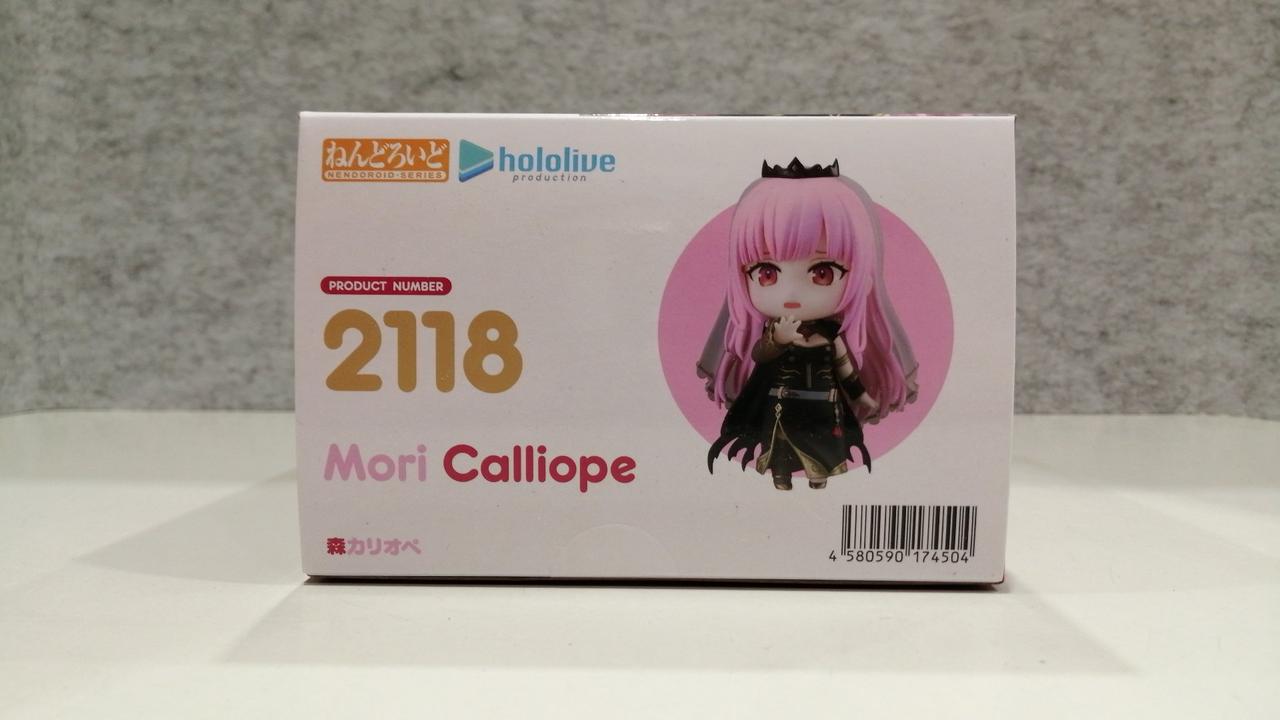 ねんどろいど
NENDOROID-SERIES
hololive
production
PRODUCT NUMBER
2118
Mori Calliope
森カリオペ
4 580590 174504